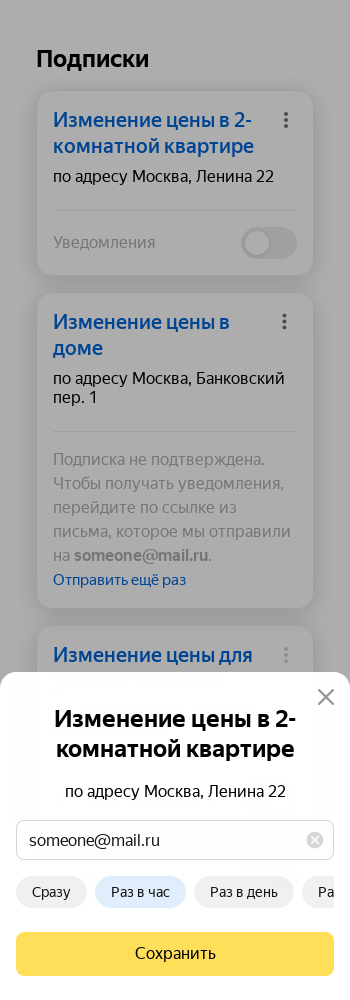 Подписки
Изменение цены в 2-
комнатной квартире
по адресу Москва, Ленина 22
Уведомления
Изменение цены в
доме
по адресу Москва, Банковский
пер. 1
Подписка не подтверждена.
Чтобы получать уведомления,
перейдите по ссылке из
письма, которое мы отправили
на someone@mail.ru.
Отправить ещё раз
Изменение цены для
Изменение цены в 2-
комнатной квартире
по адресу Москва, Ленина 22
someone@mail.ru
Сразу
Раз в час
Раз в день
Ра
Сохранить